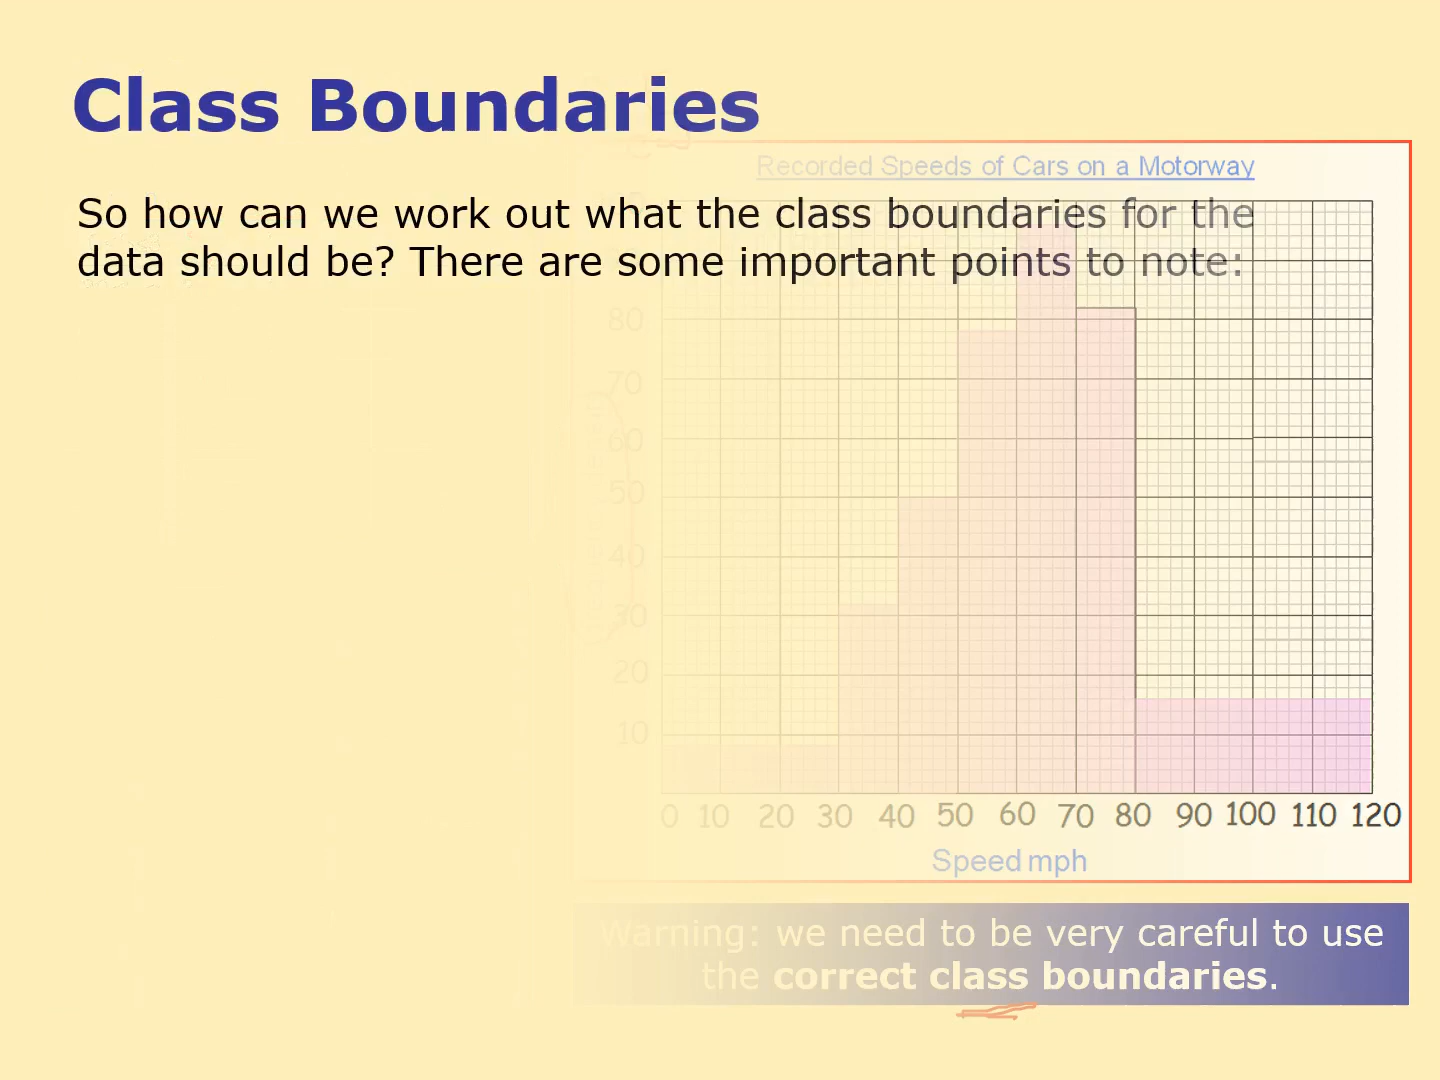 Class Boundaries
So how can we work out what the class boundaries for the
data should be? There are some important points to note:
Recorded Speeds of Cars on a Motorway
80
70
60
50
40
30
20
10
0 10 20 30 40 50 60 70 80 90 100 110 120
Speed mph
Warning: we need to be very careful to use
the correct class boundaries.